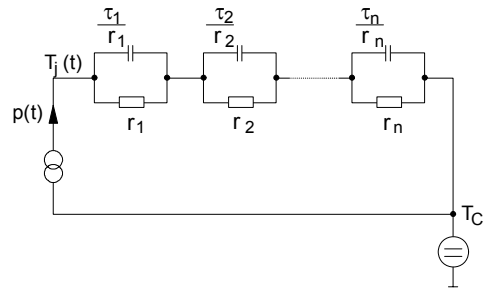 τ1 τ2 τn
r1 r2 rn
Tj (t)
r1 r2 rn
p(t)
TC